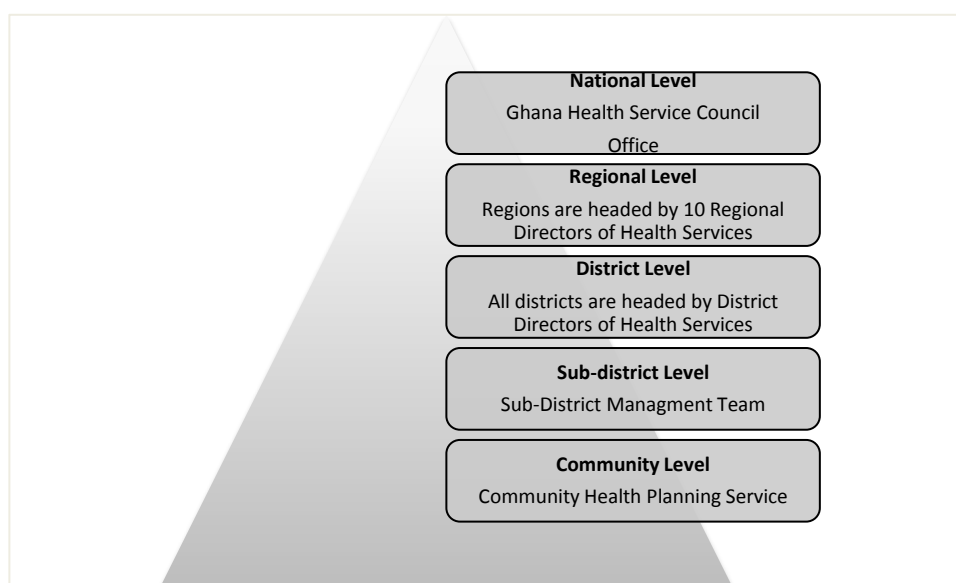 National Level
Ghana Health Service Council
Office
Regional Level
Regions are headed by 10 Regional
Directors of Health Services
District Level
All districts are headed by District
Directors of Health Services
Sub-district Level
Sub-District Managment Team
Community Level
Community Health Planning Service